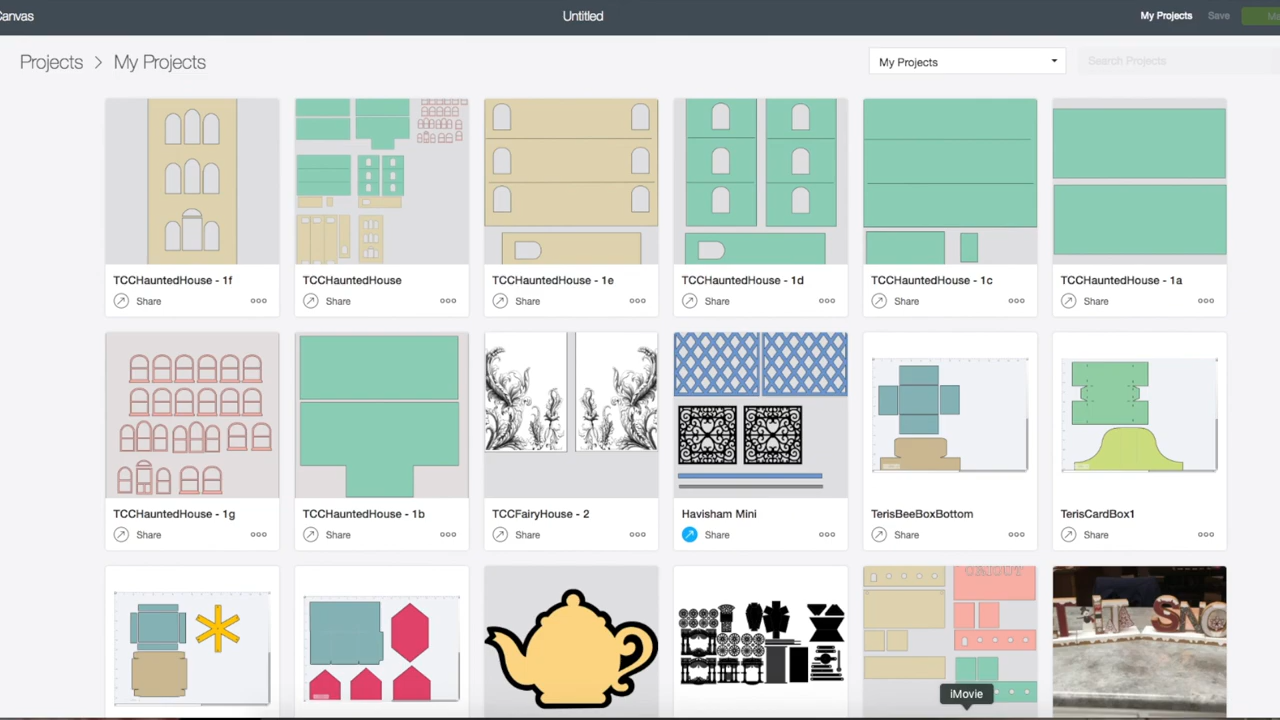 Canvas
Untitled
My Projects
Save
Projects > My Projects
My Projects
Search Projects
TCCHauntedHouse - 1f
Share
TCCHauntedHouse
Share
TCCHauntedHouse - 1e
Share
TCCHauntedHouse - 1d
Share
TCCHauntedHouse - 1c
Share
TCCHauntedHouse - 1a
Share
TCCHauntedHouse - 1g
Share
TCCHauntedHouse - 1b
Share
TCCFairyHouse - 2
Share
Havisham Mini
Share
TerisBeeBoxBottom
Share
TerisCardBox1
Share
iMovie